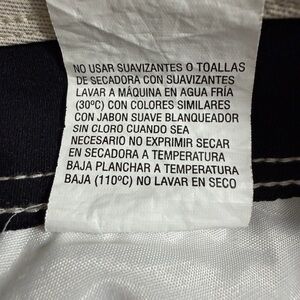 NO USAR SUAVIZANTES O TOALLAS
DE SECADORA CON SUAVIZANTES
LAVAR A MÁQUINA EN AGUA FRÍA
(30ºC) CON COLORES SIMILARES
CON JABON SUAVE BLANQUEADOR
SIN CLORO CUANDO SEA
NECESARIO NO EXPRIMIR SECAR
EN SECADORA A TEMPERATURA
BAJA PLANCHAR A TEMPERATURA
BAJA (110ºC) NO LAVAR EN SECO